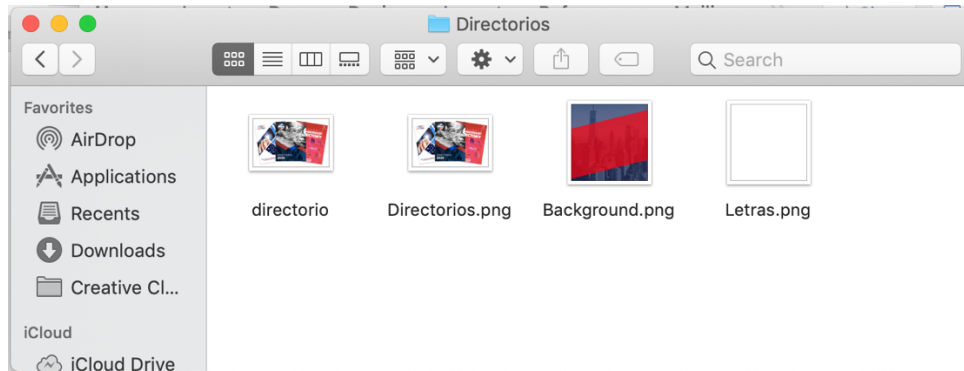 Directorios
Search
Favorites
AirDrop
Applications
Recents
Downloads
Creative Cl...
iCloud
iCloud Drive
directorio
Directorios.png
Background.png
Letras.png